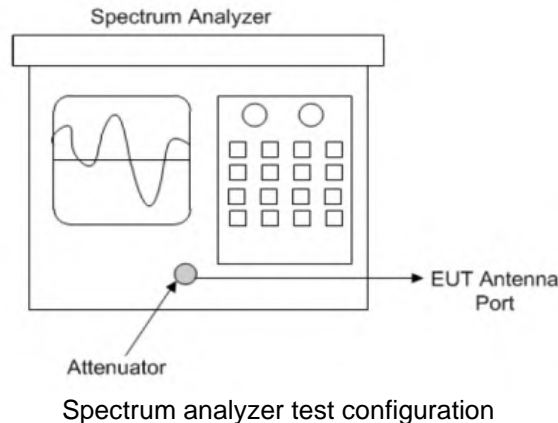 Spectrum Analyzer
EUT Antenna
Port
Attenuator
Spectrum analyzer test configuration